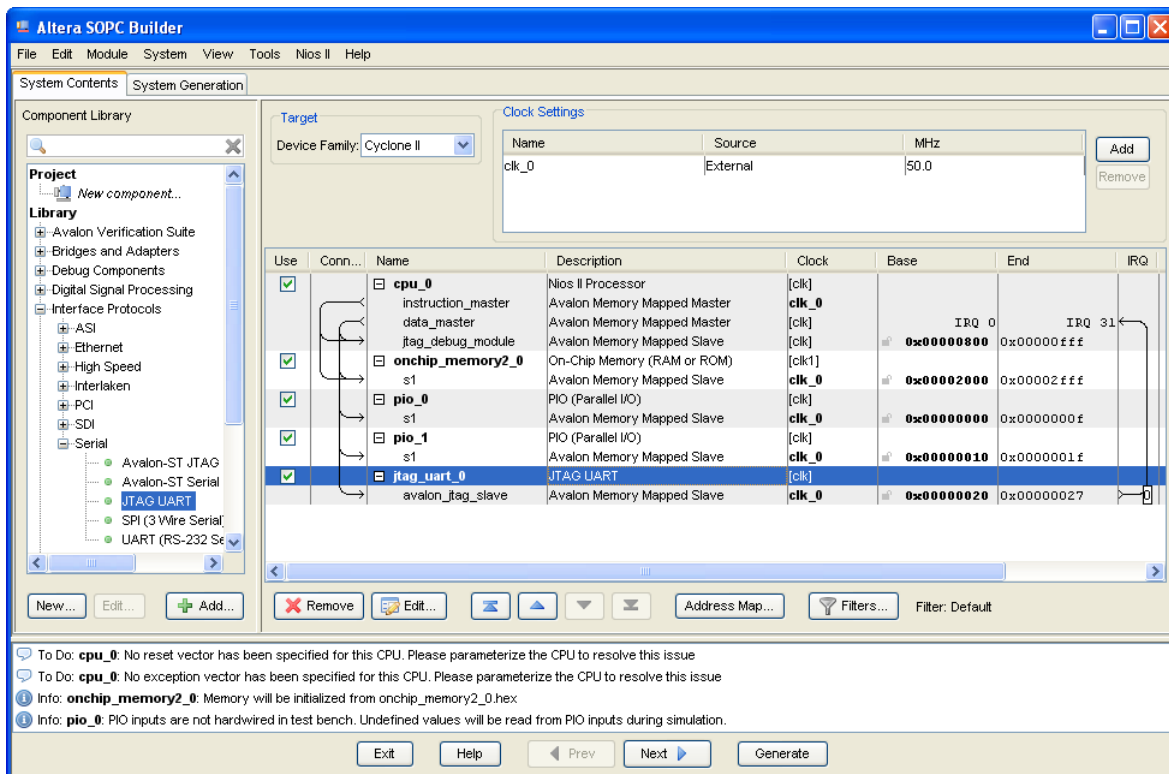 Altera SOPC Builder
File Edit Module System View Tools Nios II Help
System Contents System Generation
Component Library
Project
New component...
Library
Avalon Verification Suite
Bridges and Adapters
Debug Components
Digital Signal Processing
Interface Protocols
ASI
Ethernet
High Speed
Interlaken
PCI
SDI
Serial
Avalon-ST JTAG
Avalon-ST Serial
JTAG UART
SPI (3 Wire Serial)
UART (RS-232 Se
New... Edit... Add...
Target
Device Family: Cyclone II
Clock Settings
Name Source MHz
clk_0 External 50.0
Add
Remove
Use Conn... Name Description Clock Base End IRQ
cpu_0 Nios II Processor [clk]
instruction_master Avalon Memory Mapped Master clk_0
data_master Avalon Memory Mapped Master [clk] IRQ 0 IRQ 31
jtag_debug_module Avalon Memory Mapped Slave [clk] 0x00000800 0x00000fff
onchip_memory2_0 On-Chip Memory (RAM or ROM) [clk1]
s1 Avalon Memory Mapped Slave clk_0 0x00002000 0x00002fff
pio_0 PIO (Parallel I/O) [clk]
s1 Avalon Memory Mapped Slave clk_0 0x00000000 0x0000000f
pio_1 PIO (Parallel I/O) [clk]
s1 Avalon Memory Mapped Slave clk_0 0x00000010 0x0000001f
jtag_uart_0 JTAG UART [clk]
avalon_jtag_slave Avalon Memory Mapped Slave clk_0 0x00000020 0x00000027 0
Remove Edit... Address Map... Filters... Filter: Default
To Do: cpu_0: No reset vector has been specified for this CPU. Please parameterize the CPU to resolve this issue
To Do: cpu_0: No exception vector has been specified for this CPU. Please parameterize the CPU to resolve this issue
Info: onchip_memory2_0: Memory will be initialized from onchip_memory2_0.hex
Info: pio_0: PIO inputs are not hardwired in test bench. Undefined values will be read from PIO inputs during simulation.
Exit Help Prev Next Generate